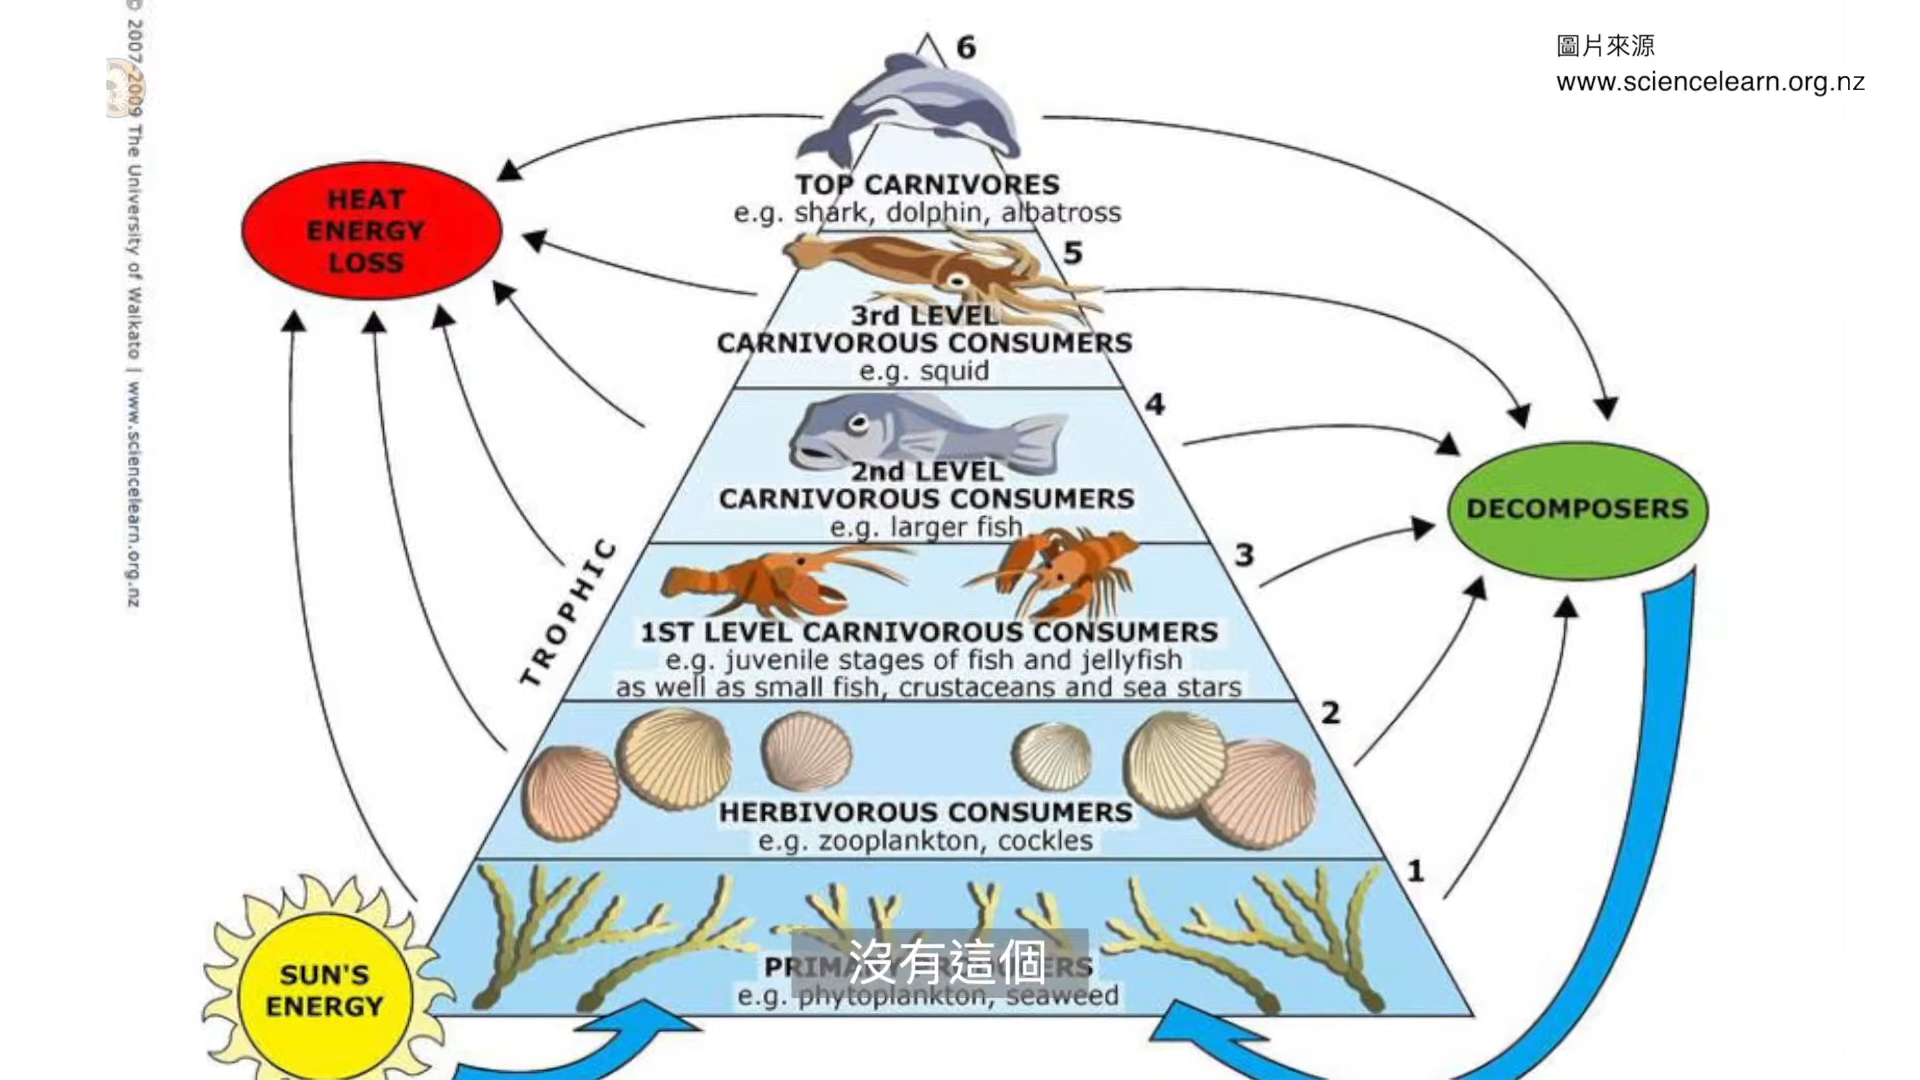 圖片來源
www.sciencelearn.org.nz
© 2007-2009 The University of Waikato | www.sciencelearn.org.nz
6
TOP CARNIVORES
e.g. shark, dolphin, albatross
HEAT
ENERGY
LOSS
5
3rd LEVEL
CARNIVOROUS CONSUMERS
e.g. squid
4
2nd LEVEL
CARNIVOROUS CONSUMERS
e.g. larger fish
DECOMPOSERS
3
TROPHIC
1ST LEVEL CARNIVOROUS CONSUMERS
e.g. juvenile stages of fish and jellyfish
as well as small fish, crustaceans and sea stars
2
HERBIVOROUS CONSUMERS
e.g. zooplankton, cockles
1
SUN'S
ENERGY
沒有這個
e.g. phytoplankton, seaweed